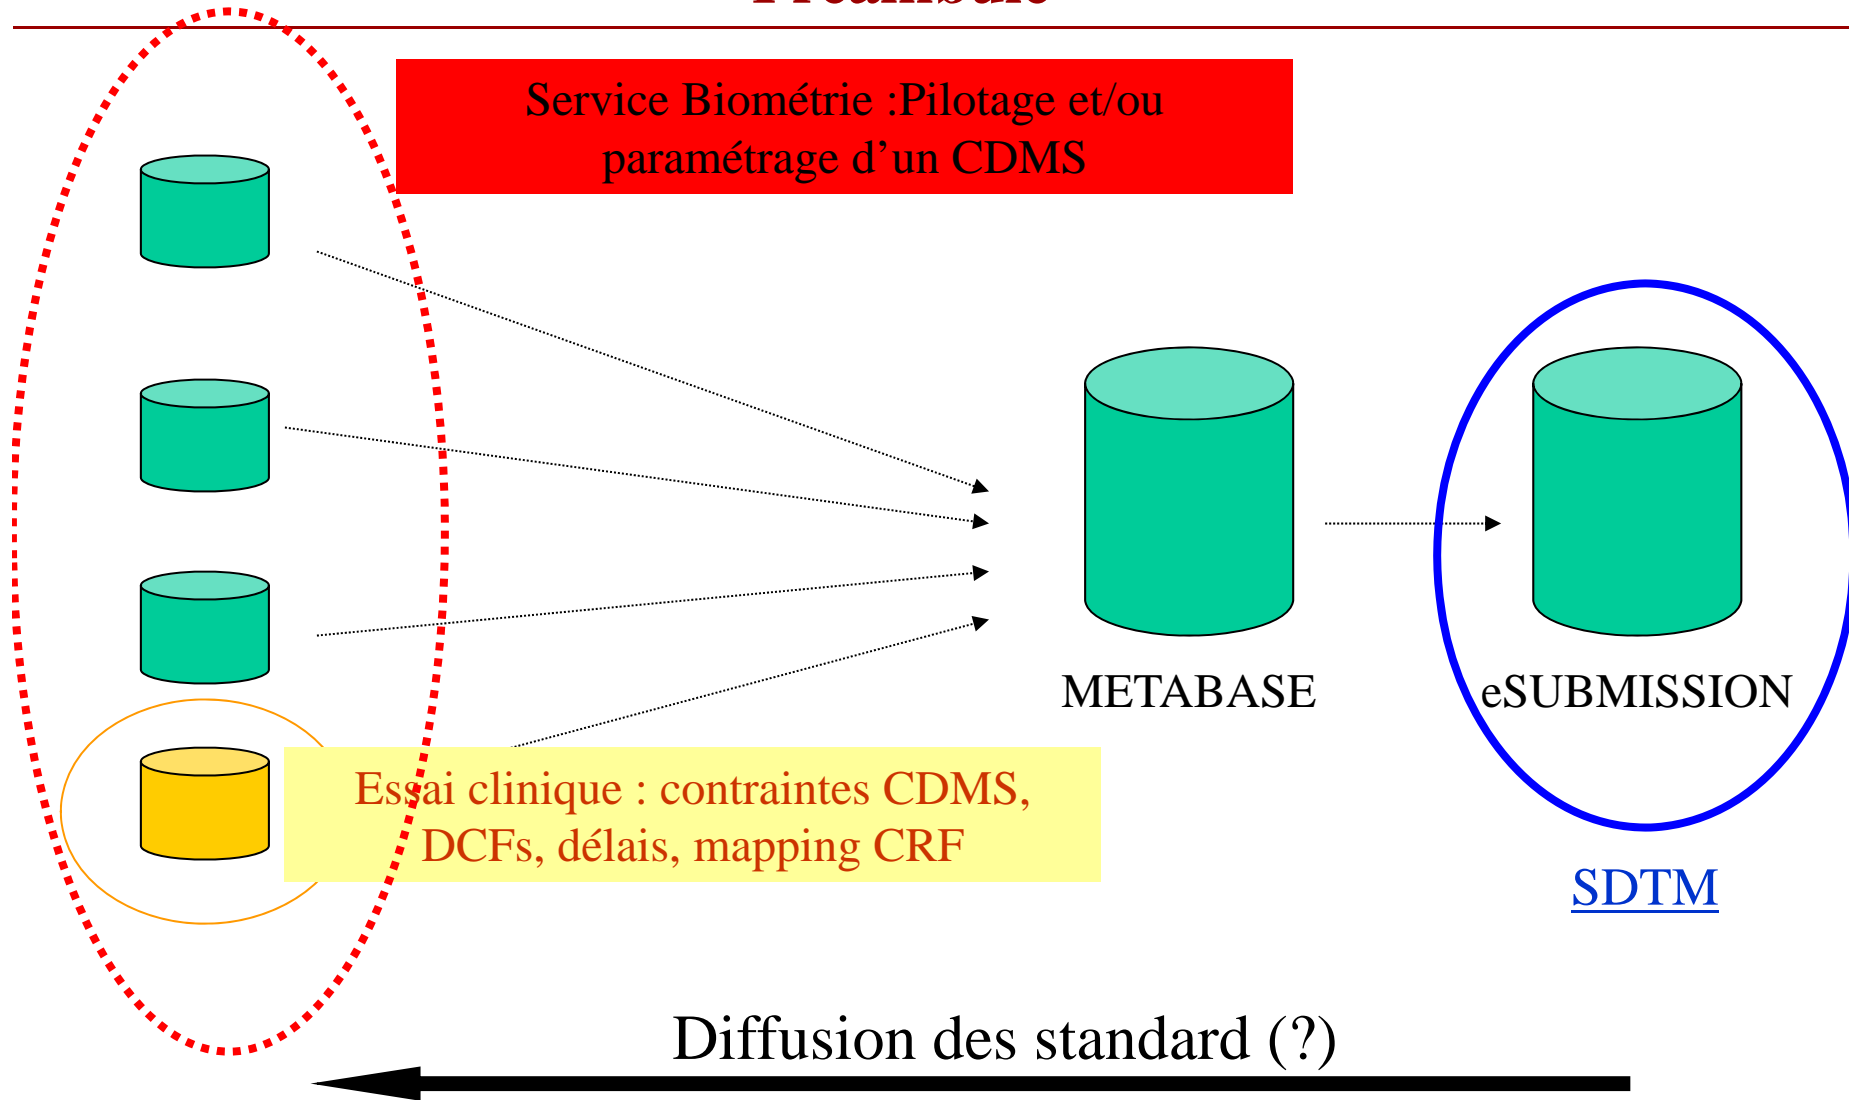 Service Biométrie :Pilotage et/ou
paramétrage d’un CDMS
METABASE
eSUBMISSION
Essai clinique : contraintes CDMS,
DCFs, délais, mapping CRF
SDTM
Diffusion des standard (?)